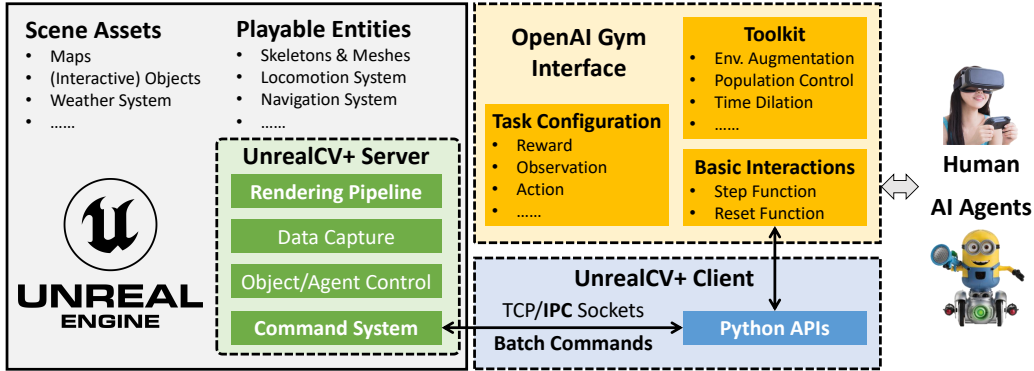 Scene Assets
• Maps
• (Interactive) Objects
• Weather System
• ……
Playable Entities
• Skeletons & Meshes
• Locomotion System
• Navigation System
• ……
UnrealCV+ Server
Rendering Pipeline
Data Capture
Object/Agent Control
Command System
UNREAL
ENGINE
OpenAI Gym
Interface
Task Configuration
• Reward
• Observation
• Action
• ……
Toolkit
• Env. Augmentation
• Population Control
• Time Dilation
• ……
Basic Interactions
• Step Function
• Reset Function
UnrealCV+ Client
TCP/IPC Sockets
Batch Commands
Python APIs
Human
AI Agents